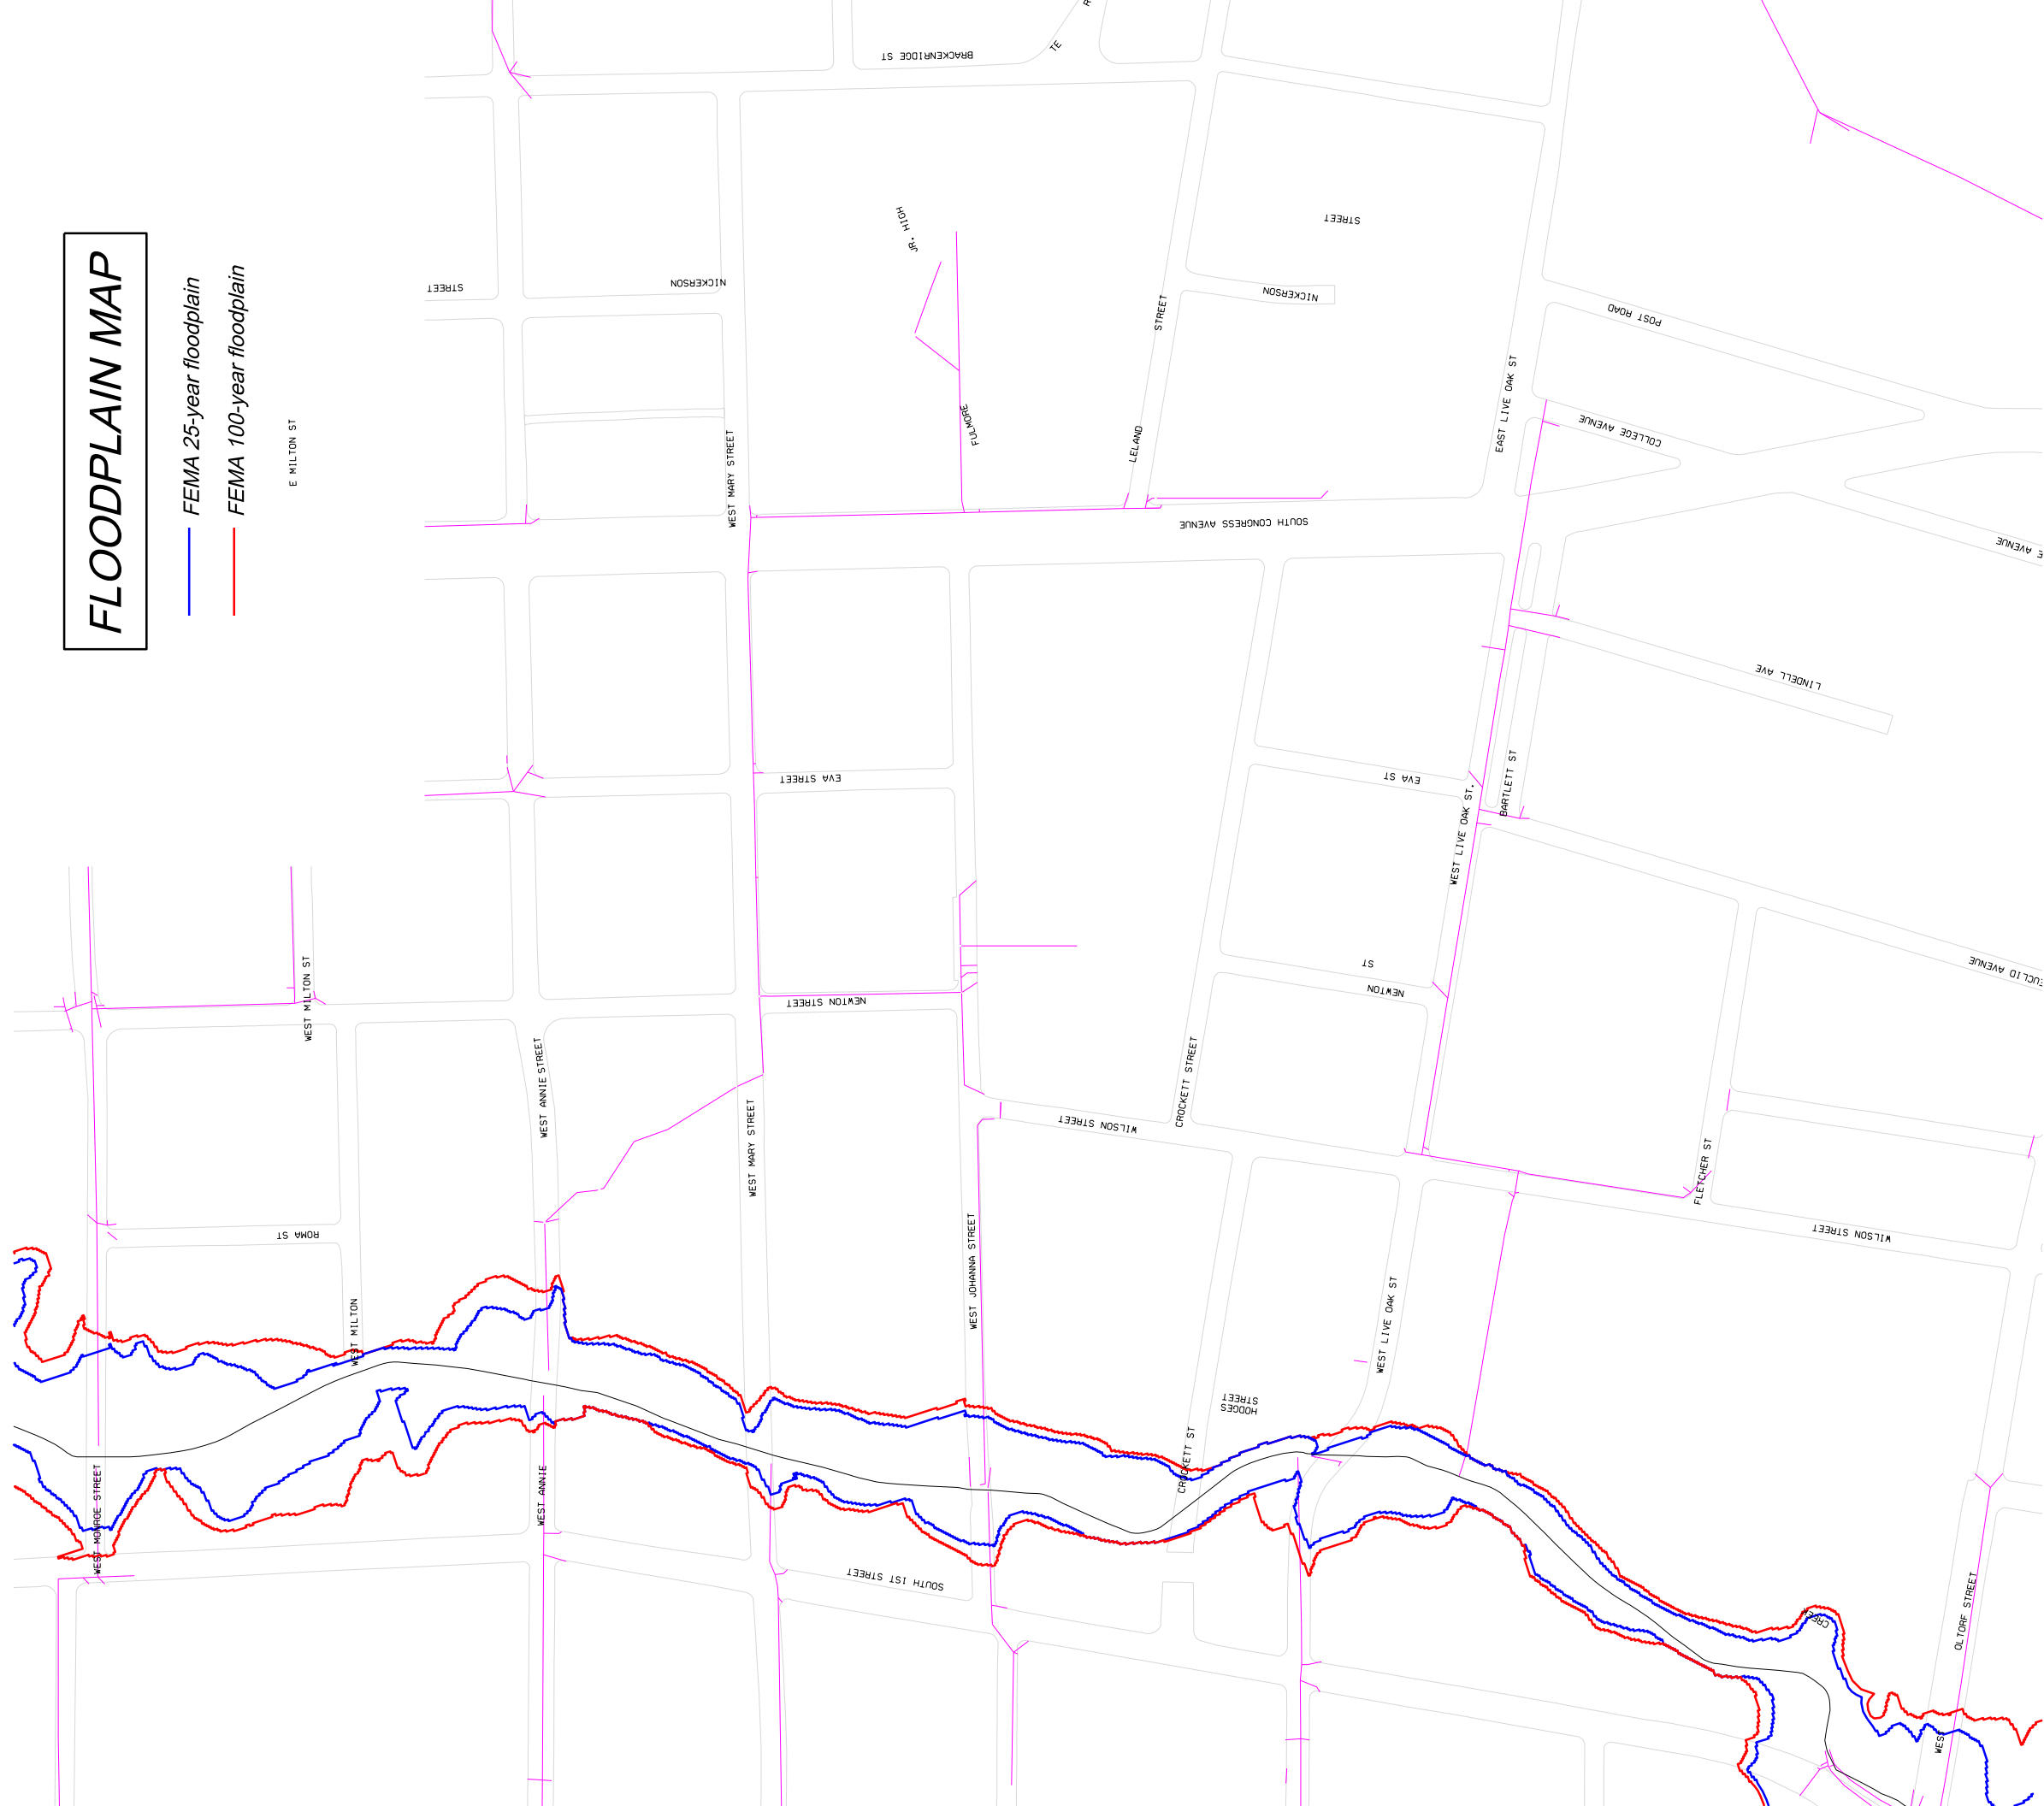 FLOODPLAIN MAP
FEMA 25-year floodplain
FEMA 100-year floodplain
E MILTON ST
BRACKENRIDGE ST
TE
STREET
NICKERSON
JR. HIGH
FULMORE
STREET
LELAND
STREET
NICKERSON
POST ROAD
EAST LIVE OAK ST
COLLEGE AVENUE
AVENUE
WEST MARY STREET
SOUTH CONGRESS AVENUE
LINDELL AVE
EVA STREET
EVA ST
BARTLETT ST
WEST LIVE OAK ST.
WEST MILTON ST
NEWTON STREET
ST
NEWTON
EUCLID AVENUE
WEST ANNIE STREET
WEST MARY STREET
WILSON STREET
CROCKETT STREET
FLETCHER ST
WILSON STREET
ROMA ST
WEST MILTON
WEST JOHANNA STREET
WEST LIVE OAK ST
HODGES
STREET
CROCKETT ST
WEST MONROE STREET
WEST ANNIE
SOUTH 1ST STREET
CREEK
OLTORF STREET
WEST